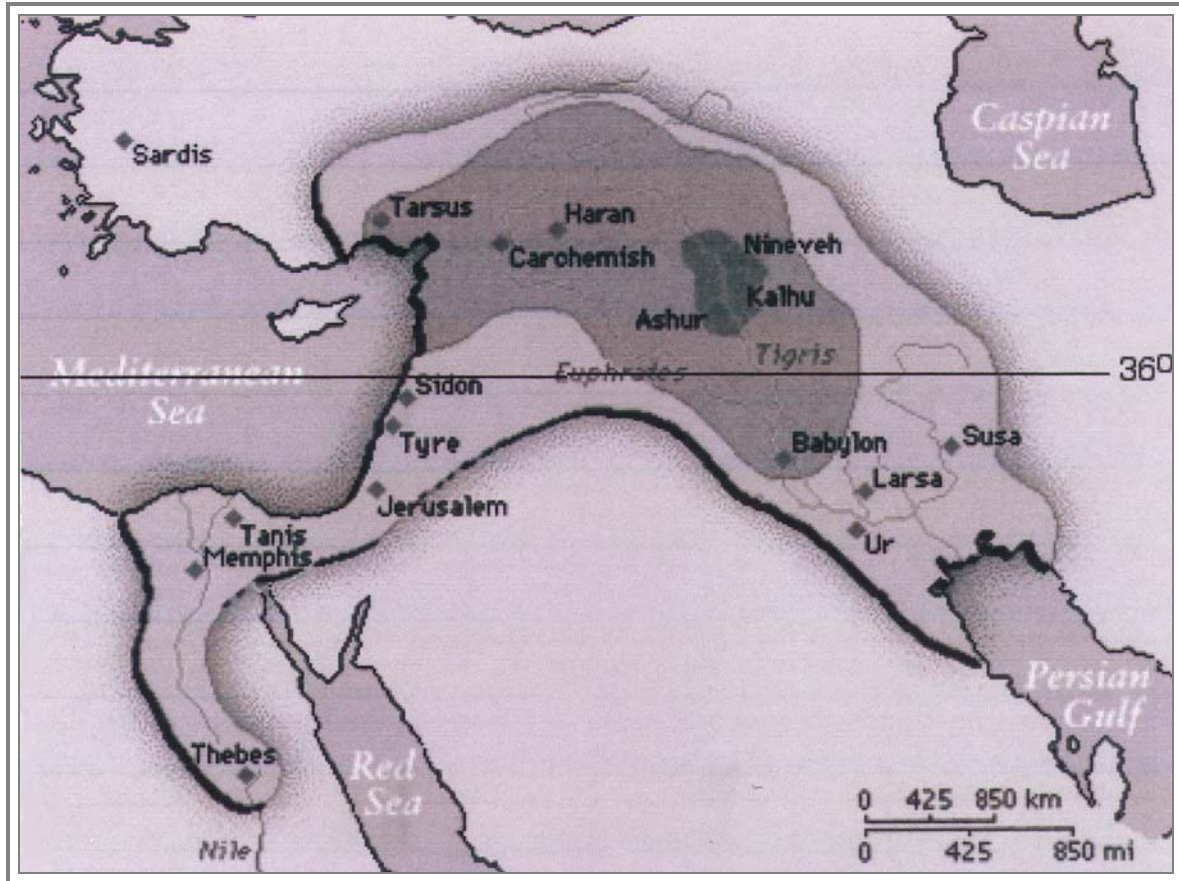 Caspian
Sea
Sardis
Tarsus
Haran
Carchemish
Nineveh
Kalhu
Ashur
Tigris
Mediterranean
Sea
Euphrates
36º
Sidon
Tyre
Babylon
Susa
Larsa
Jerusalem
Tanis
Memphis
Ur
Persian
Gulf
Thebes
Red
Sea
Nile
0 425 850 km
0 425 850 mi